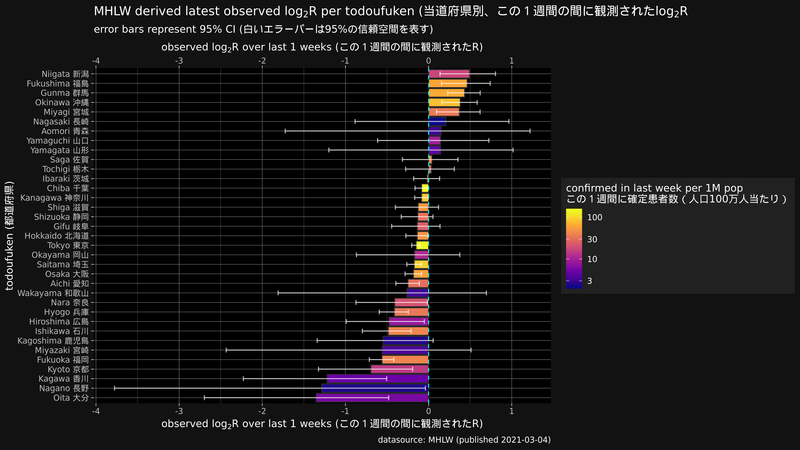 MHLW derived latest observed log₂R per todoufuken (当道府県別、この１週間の間に観測されたlog₂R
error bars represent 95% CI (白いエラーバーは95%の信頼空間を表す)
observed log₂R over last 1 weeks (この１週間の間に観測されたR)
-4 -3 -2 -1 0 1
todoufuken (都道府県)
Niigata 新潟
Fukushima 福島
Gunma 群馬
Okinawa 沖縄
Miyagi 宮城
Nagasaki 長崎
Aomori 青森
Yamaguchi 山口
Yamagata 山形
Saga 佐賀
Tochigi 栃木
Ibaraki 茨城
Chiba 千葉
Kanagawa 神奈川
Shiga 滋賀
Shizuoka 静岡
Gifu 岐阜
Hokkaido 北海道
Tokyo 東京
Okayama 岡山
Saitama 埼玉
Osaka 大阪
Aichi 愛知
Wakayama 和歌山
Nara 奈良
Hyogo 兵庫
Hiroshima 広島
Ishikawa 石川
Kagoshima 鹿児島
Miyazaki 宮崎
Fukuoka 福岡
Kyoto 京都
Kagawa 香川
Nagano 長野
Oita 大分
-4 -3 -2 -1 0 1
observed log₂R over last 1 weeks (この１週間の間に観測されたR)
confirmed in last week per 1M pop
この１週間に確定患者数（人口100万人当たり）
100
30
10
3
datasource: MHLW (published 2021-03-04)